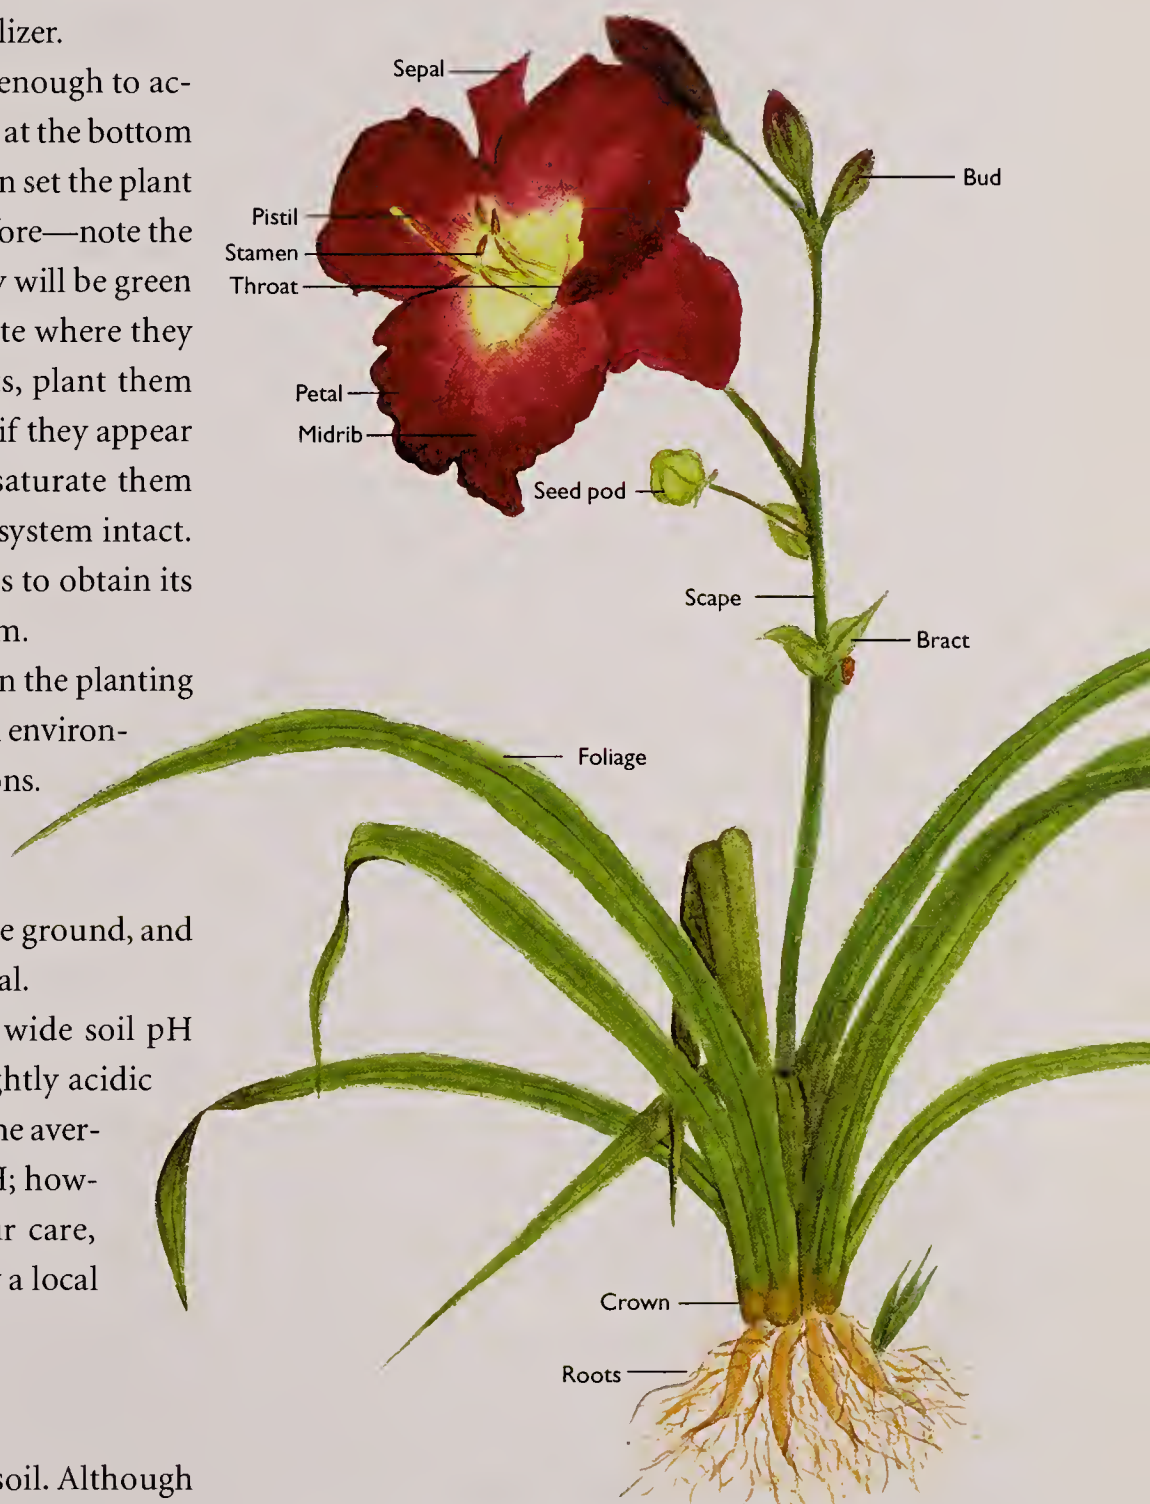 lizer.
enough to ac-
at the bottom
n set the plant
ore—note the
will be green
te where they
s, plant them
if they appear
saturate them
system intact.
s to obtain its
m.
n the planting
environ-
ns.
e ground, and
al.
wide soil pH
htly acidic
ne aver-
H; how-
ur care,
a local
soil. Although
Sepal
Bud
Pistil
Stamen
Throat
Petal
Midrib
Seed pod
Scape
Bract
Foliage
Crown
Roots